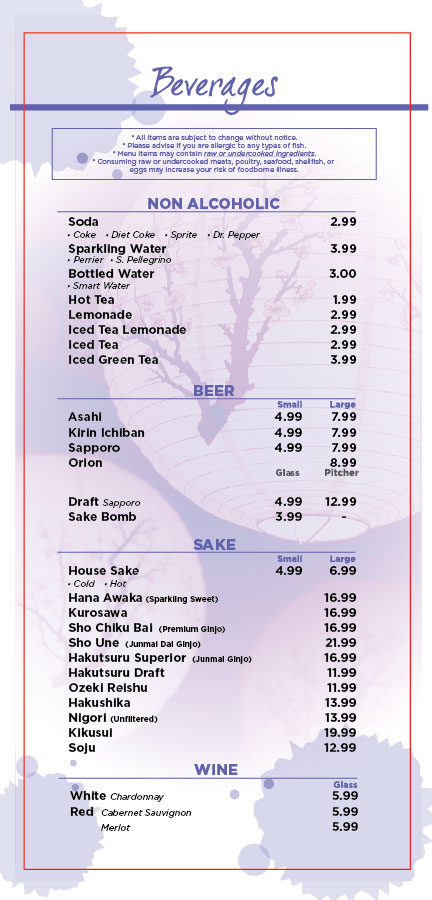 Beverages
* All items are subject to change without notice.
* Please advise if you are allergic to any types of fish.
* Menu items may contain raw or undercooked ingredients.
* Consuming raw or undercooked meats, poultry, seafood, shellfish, or
eggs may increase your risk of foodborne illness.
NON ALCOHOLIC
Soda 2.99
• Coke • Diet Coke • Sprite • Dr. Pepper
Sparkling Water 3.99
• Perrier • S. Pellegrino
Bottled Water 3.00
• Smart Water
Hot Tea 1.99
Lemonade 2.99
Iced Tea Lemonade 2.99
Iced Tea 2.99
Iced Green Tea 3.99
BEER
Small Large
Asahi 4.99 7.99
Kirin Ichiban 4.99 7.99
Sapporo 4.99 7.99
Orion 8.99
Glass Pitcher
Draft Sapporo 4.99 12.99
Sake Bomb 3.99 -
SAKE
Small Large
House Sake 4.99 6.99
• Cold • Hot
Hana Awaka (Sparkling Sweet) 16.99
Kurosawa 16.99
Sho Chiku Bai (Premium Ginjo) 16.99
Sho Une (Junmai Dai Ginjo) 21.99
Hakutsuru Superior (Junmai Ginjo) 16.99
Hakutsuru Draft 11.99
Ozeki Reishu 11.99
Hakushika 13.99
Nigori (Unfiltered) 13.99
Kikusui 19.99
Soju 12.99
WINE
Glass
White Chardonnay 5.99
Red Cabernet Sauvignon 5.99
Merlot 5.99